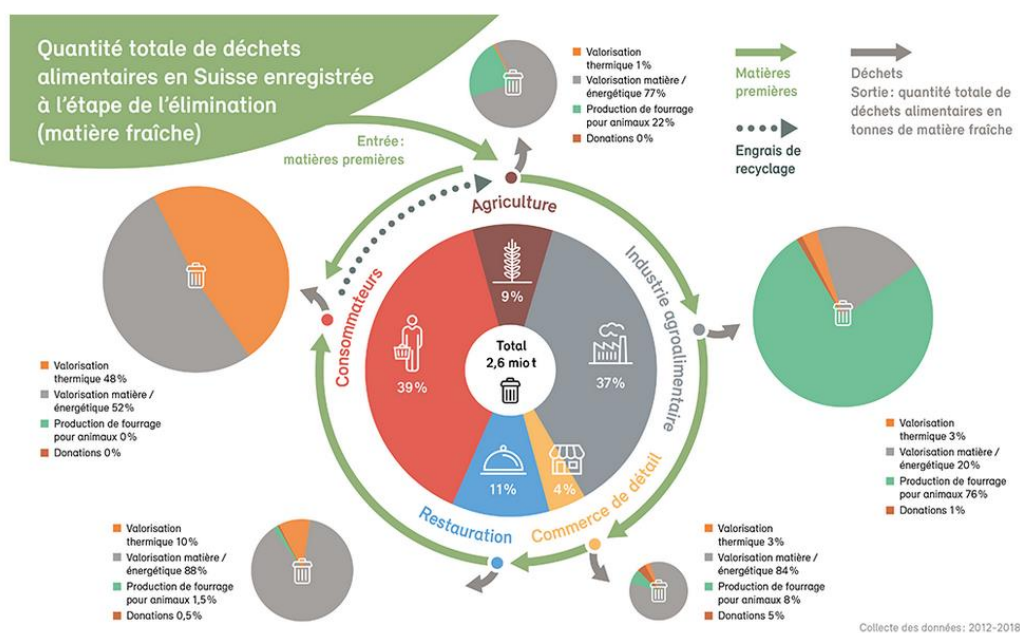 Quantité totale de déchets
alimentaires en Suisse enregistrée
à l'étape de l'élimination
(matière fraîche)
Valorisation
thermique 1%
Valorisation matière /
énergétique 77%
Production de fourrage
pour animaux 22%
Donations 0%
Matières
premières
Engrais de
recyclage
Déchets
Sortie: quantité totale de
déchets alimentaires en
tonnes de matière fraîche
Entrée:
matières premières
Agriculture
9%
Industrie agroalimentaire
37%
Consommateurs
39%
Total
2,6 mio t
Restauration
11%
Commerce de détail
4%
Valorisation
thermique 48%
Valorisation matière /
énergétique 52%
Production de fourrage
pour animaux 0%
Donations 0%
Valorisation
thermique 3%
Valorisation matière /
énergétique 20%
Production de fourrage
pour animaux 76%
Donations 1%
Valorisation
thermique 10%
Valorisation matière /
énergétique 88%
Production de fourrage
pour animaux 1,5%
Donations 0,5%
Valorisation
thermique 3%
Valorisation matière /
énergétique 84%
Production de fourrage
pour animaux 8%
Donations 5%
Collecte des données: 2012-2018